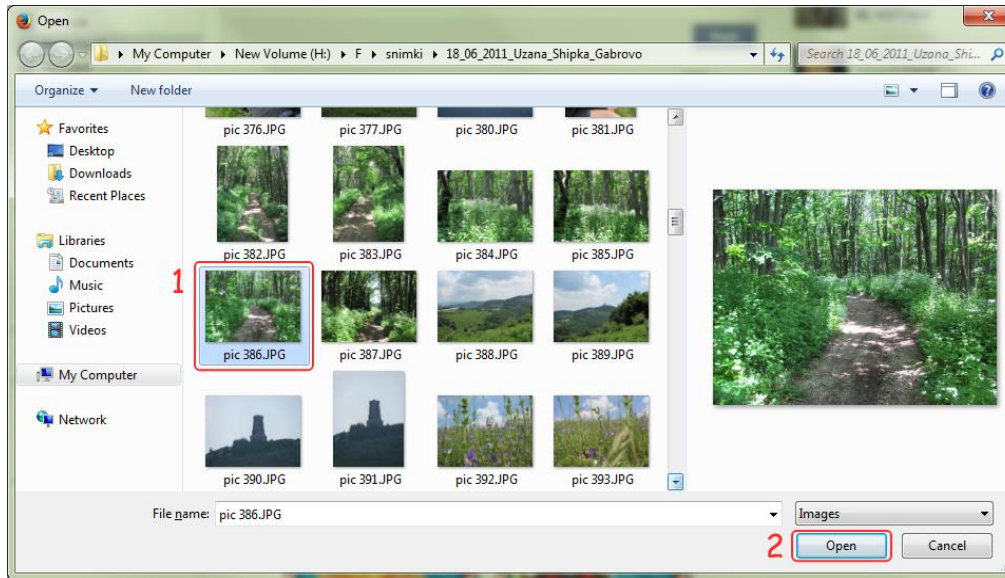 Open
My Computer New Volume (H:) F snimki 18_06_2011_Uzana_Shipka_Gabrovo Search 18_06_2011_Uzana_Shi...
Organize New folder
Favorites
Desktop
Downloads
Recent Places
Libraries
Documents
Music
Pictures
Videos
My Computer
Network
pic 376.JPG pic 377.JPG pic 380.JPG pic 381.JPG
pic 382.JPG pic 383.JPG pic 384.JPG pic 385.JPG
1
pic 386.JPG pic 387.JPG pic 388.JPG pic 389.JPG
pic 390.JPG pic 391.JPG pic 392.JPG pic 393.JPG
File name: pic 386.JPG Images
2 Open Cancel